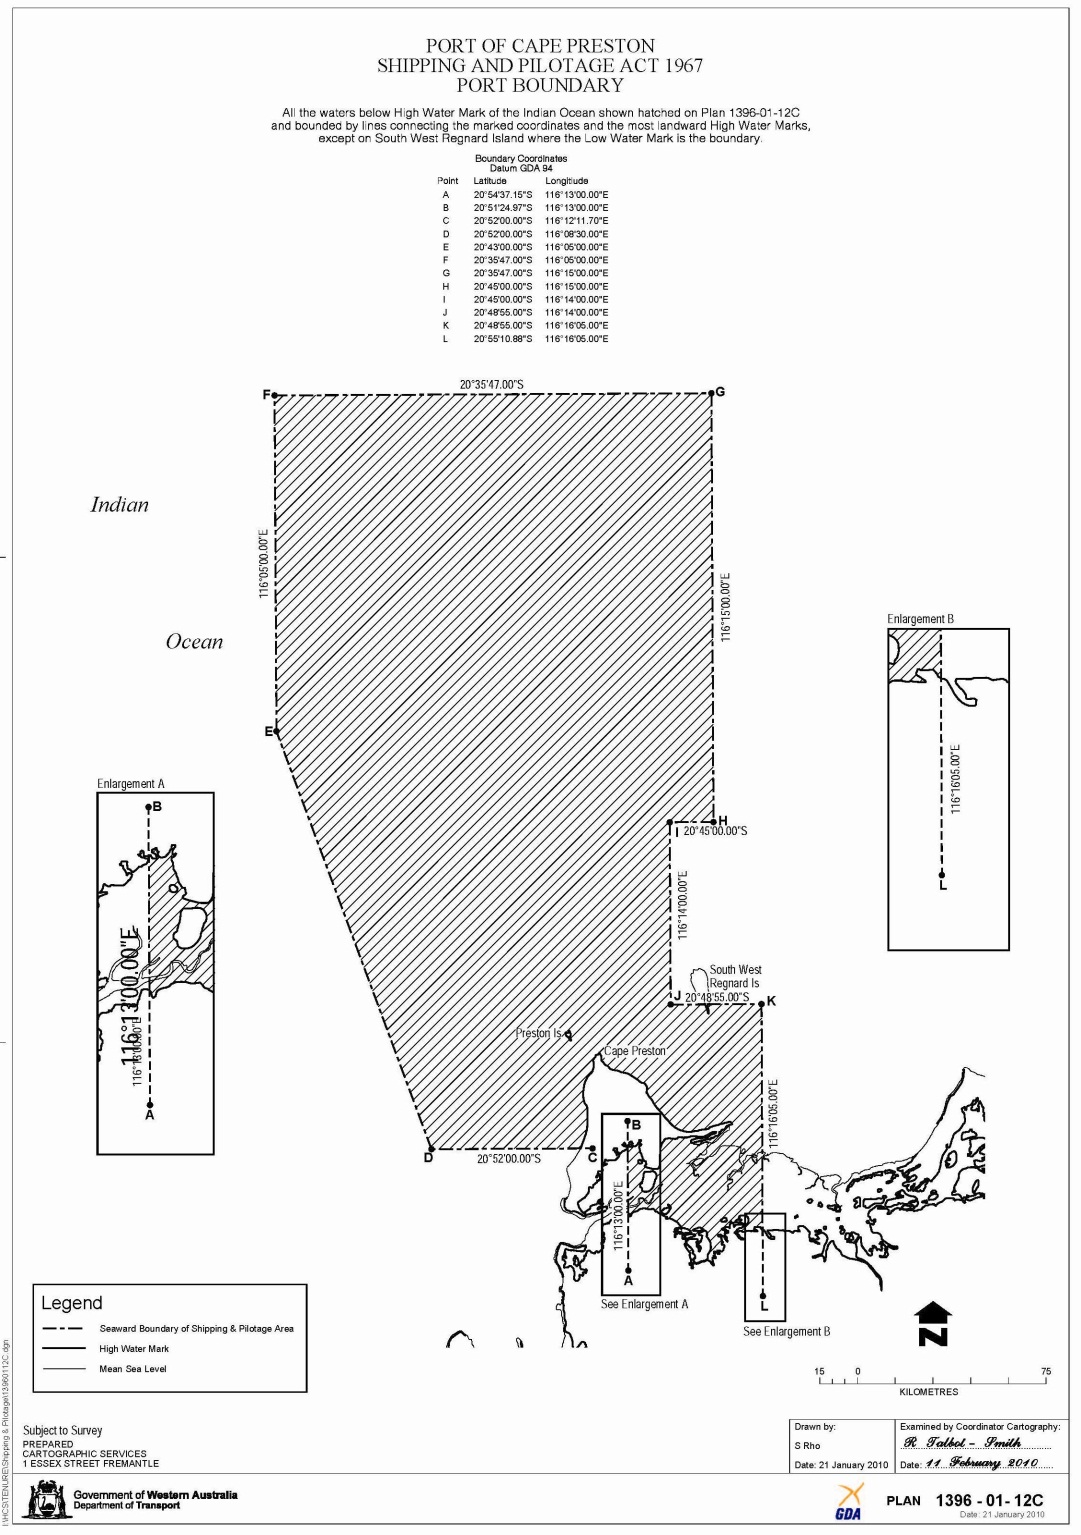 PORT OF CAPE PRESTON
SHIPPING AND PILOTAGE ACT 1967
PORT BOUNDARY
All the waters below High Water Mark of the Indian Ocean shown hatched on Plan 1396-01-12C
and bounded by lines connecting the marked coordinates and the most landward High Water Marks,
except on South West Regnard Island where the Low Water Mark is the boundary.
Boundary Coordinates
Datum GDA 94
Point Latitude Longitude
A 20°54'37.15"S 116°13'00.00"E
B 20°51'24.97"S 116°13'00.00"E
C 20°52'00.00"S 116°12'11.70"E
D 20°52'00.00"S 116°08'30.00"E
E 20°43'00.00"S 116°05'00.00"E
F 20°35'47.00"S 116°05'00.00"E
G 20°35'47.00"S 116°15'00.00"E
H 20°45'00.00"S 116°15'00.00"E
I 20°45'00.00"S 116°14'00.00"E
J 20°48'55.00"S 116°14'00.00"E
K 20°48'55.00"S 116°16'05.00"E
L 20°55'10.88"S 116°16'05.00"E
20°35'47.00"S
F
G
Indian
116°05'00.00"E
116°15'00.00"E
Ocean
Enlargement B
116°16'05.00"E
L
E
Enlargement A
B
116°13'00.00"E
116°13'00.00"E
A
H
I 20°45'00.00"S
116°14'00.00"E
South West
Regnard Is
J 20°48'55.00"S K
Preston Is
Cape Preston
116°16'05.00"E
B
D
20°52'00.00"S
C
116°13'00.00"E
A
L
See Enlargement A
See Enlargement B
Legend
Seaward Boundary of Shipping & Pilotage Area
High Water Mark
Mean Sea Level
N
15 0 75
KILOMETRES
Subject to Survey
PREPARED
CARTOGRAPHIC SERVICES
1 ESSEX STREET FREMANTLE
Drawn by:
S Rho
Date: 21 January 2010
Examined by Coordinator Cartography:
R Talbot - Smith
Date: 11 February 2010
I:\HCS\TENURE\Shipping & Pilotage\13960112C.dgn
Government of Western Australia
Department of Transport
GDA
PLAN 1396 - 01 - 12C
Date: 21 January 2010